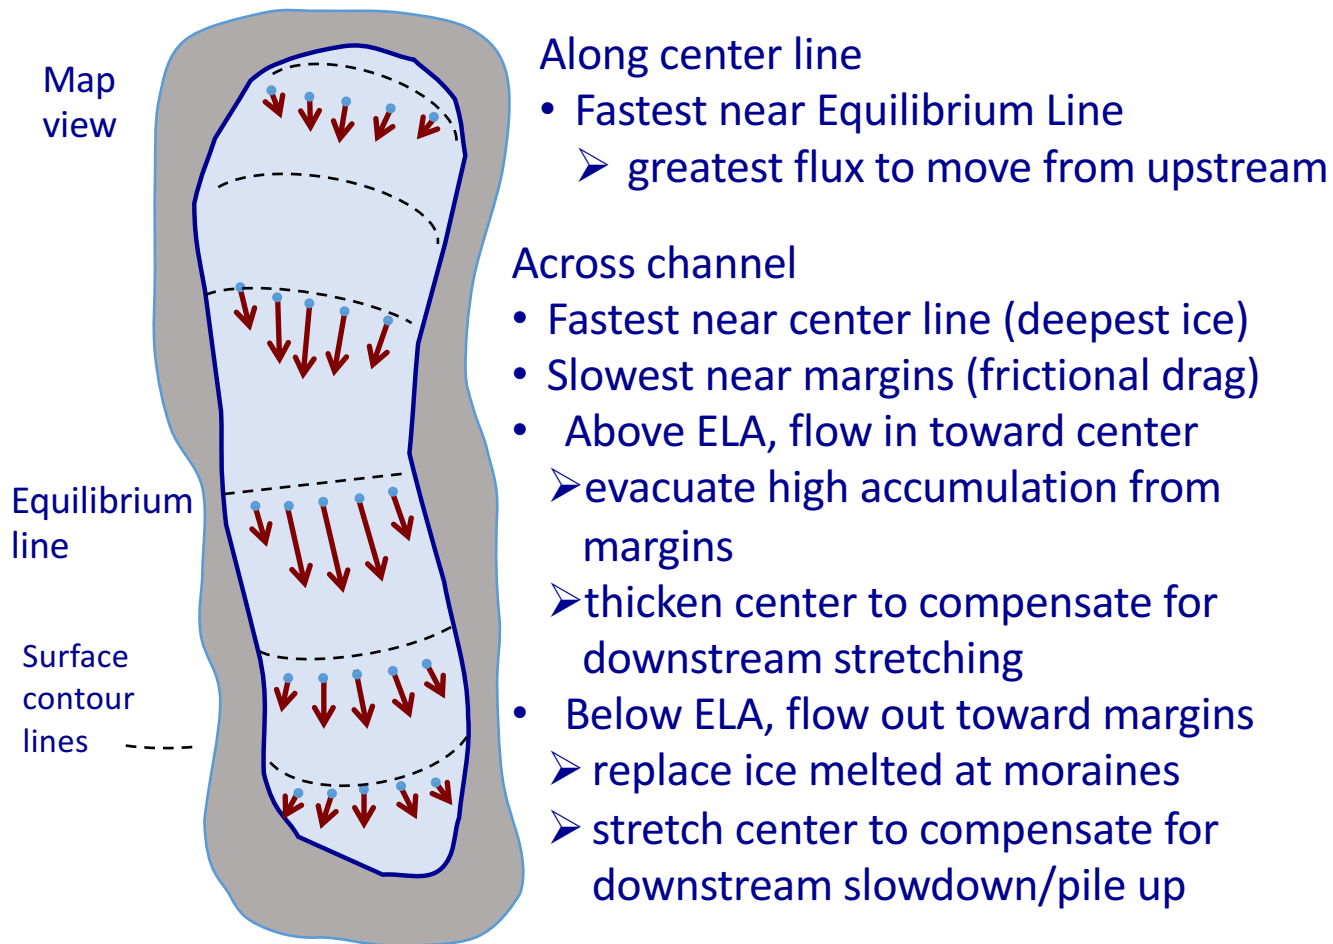 Map
view
Equilibrium
line
Surface
contour
lines
Along center line
• Fastest near Equilibrium Line
➢ greatest flux to move from upstream
Across channel
• Fastest near center line (deepest ice)
• Slowest near margins (frictional drag)
• Above ELA, flow in toward center
➢evacuate high accumulation from
margins
➢thicken center to compensate for
downstream stretching
• Below ELA, flow out toward margins
➢ replace ice melted at moraines
➢ stretch center to compensate for
downstream slowdown/pile up